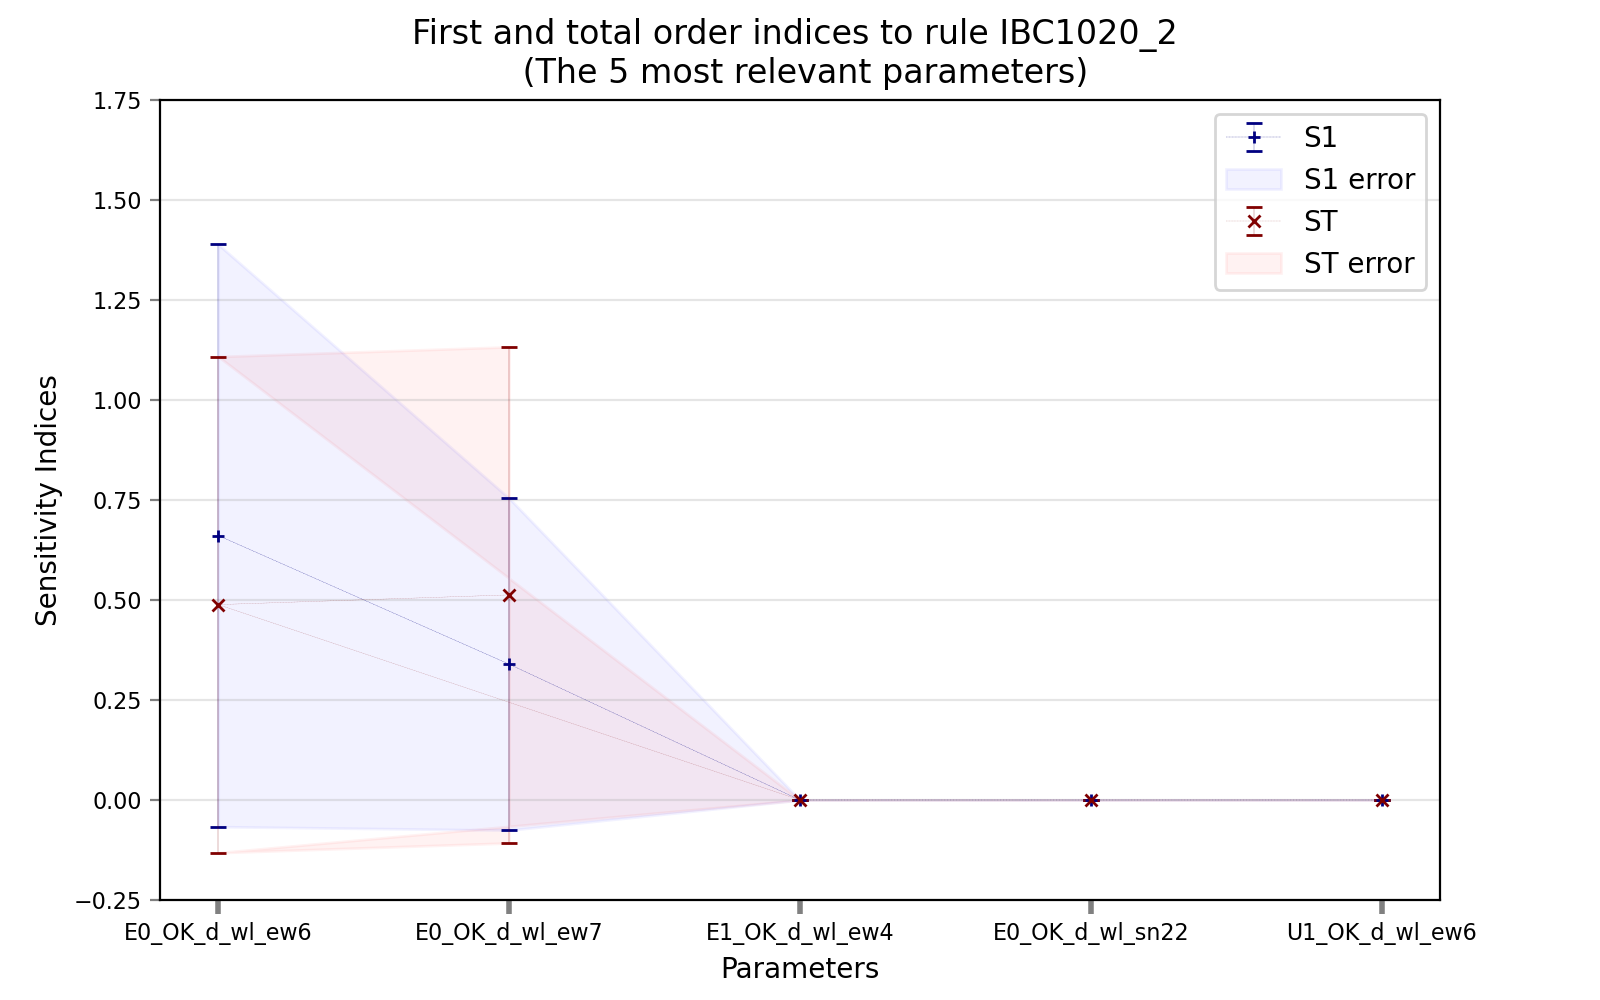 First and total order indices to rule IBC1020_2
(The 5 most relevant parameters)
1.75
1.50
1.25
1.00
0.75
0.50
0.25
0.00
−0.25
Sensitivity Indices
S1
S1 error
ST
ST error
E0_OK_d_wl_ew6
E0_OK_d_wl_ew7
E1_OK_d_wl_ew4
E0_OK_d_wl_sn22
U1_OK_d_wl_ew6
Parameters